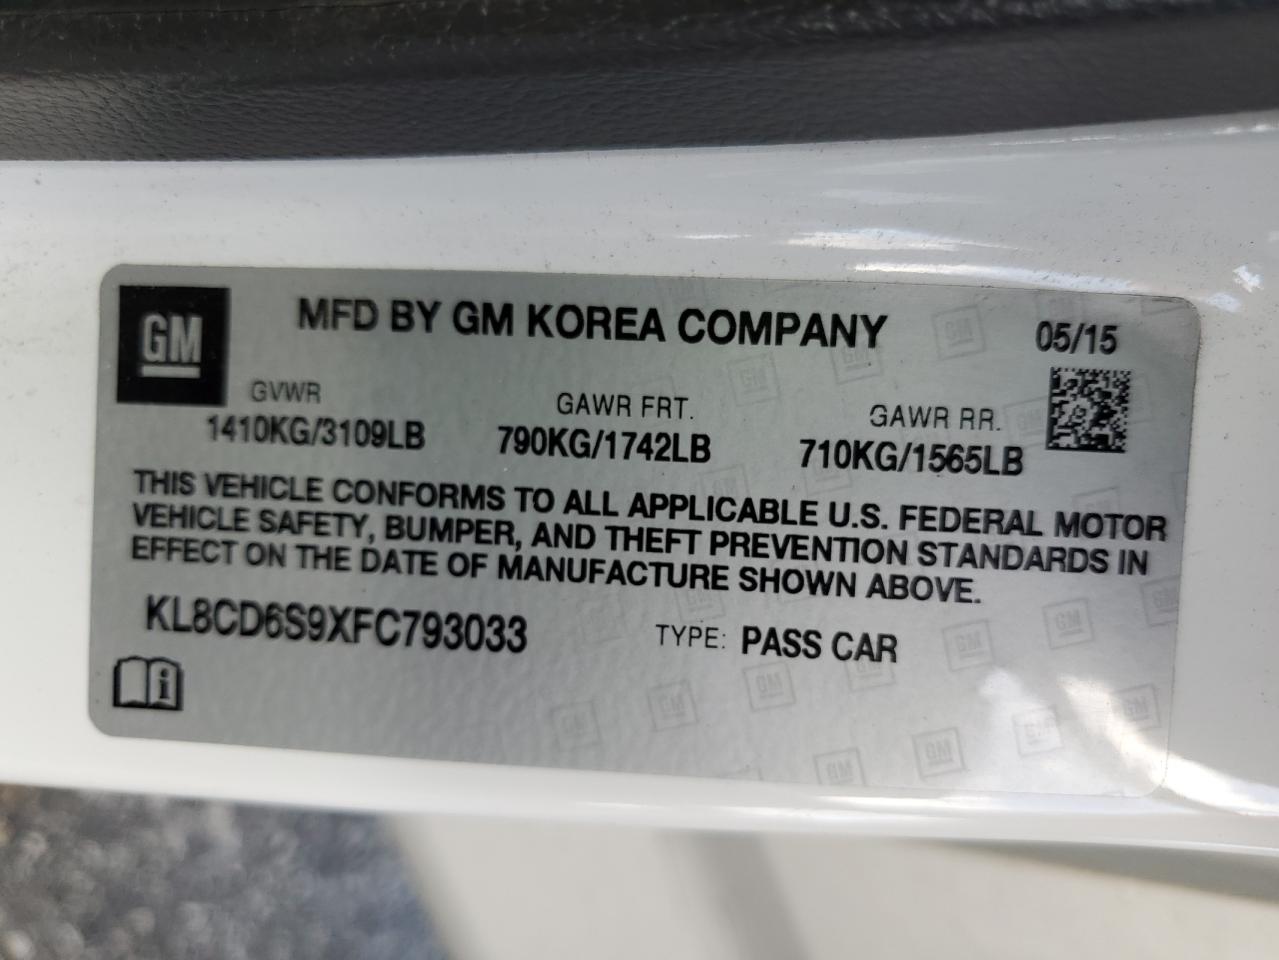 GM
MFD BY GM KOREA COMPANY 05/15
GVWR GAWR FRT. GAWR RR.
1410KG/3109LB 790KG/1742LB 710KG/1565LB
THIS VEHICLE CONFORMS TO ALL APPLICABLE U.S. FEDERAL MOTOR
VEHICLE SAFETY, BUMPER, AND THEFT PREVENTION STANDARDS IN
EFFECT ON THE DATE OF MANUFACTURE SHOWN ABOVE.
KL8CD6S9XFC793033 TYPE: PASS CAR